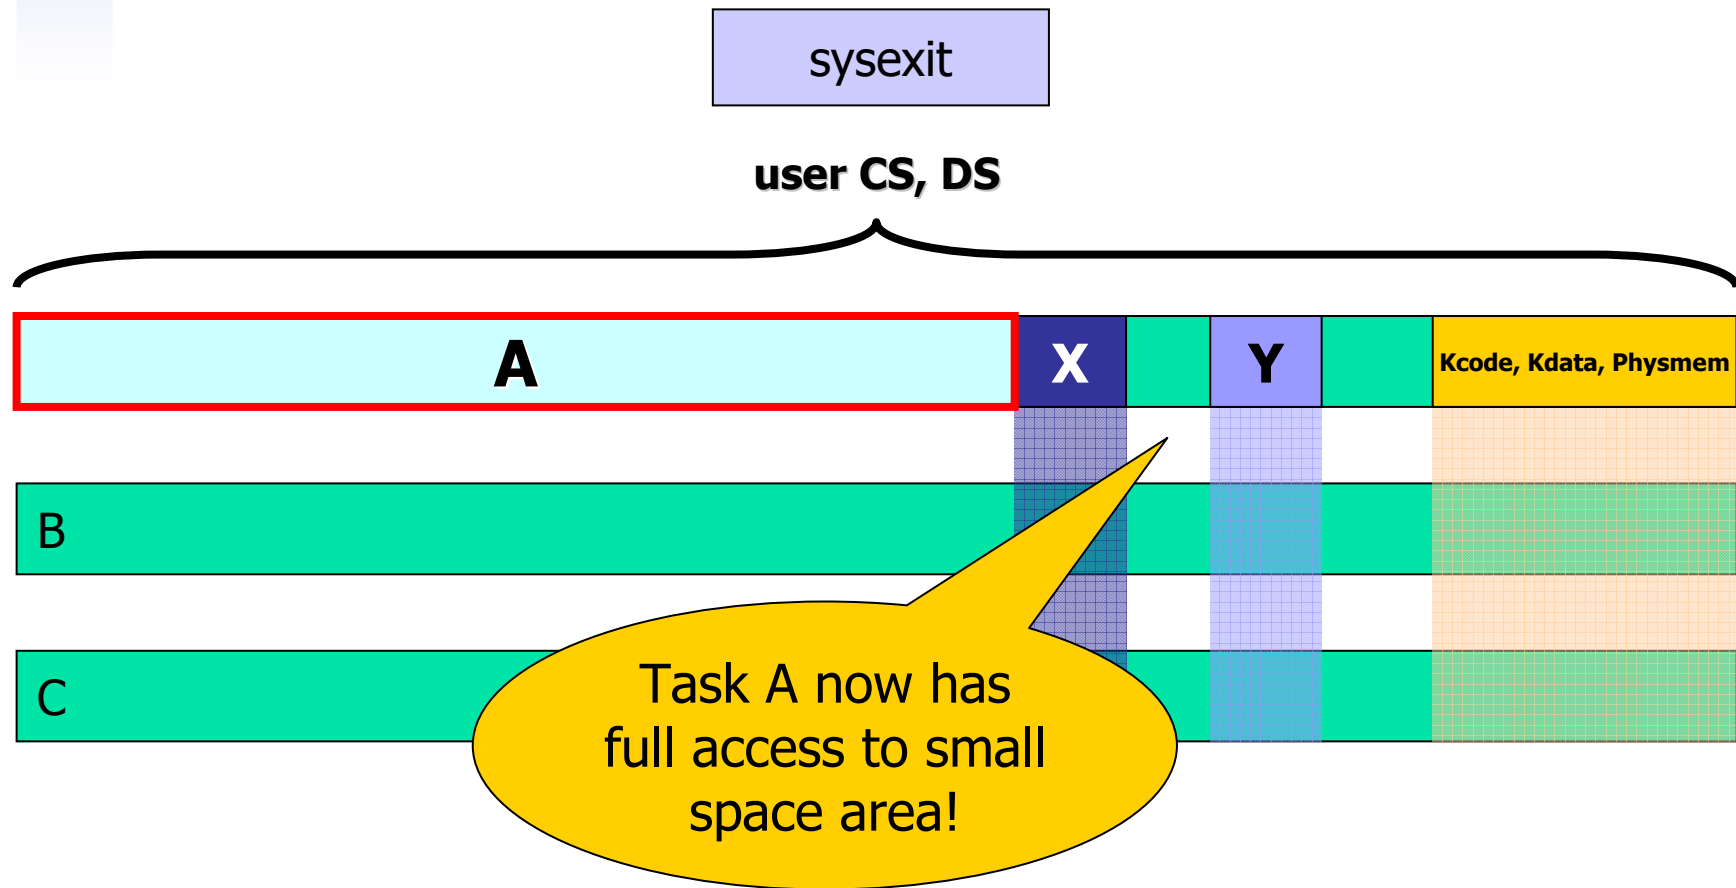 sysexit
user CS, DS
A
X
Y
Kcode, Kdata, Physmem
B
C
Task A now has
full access to small
space area!